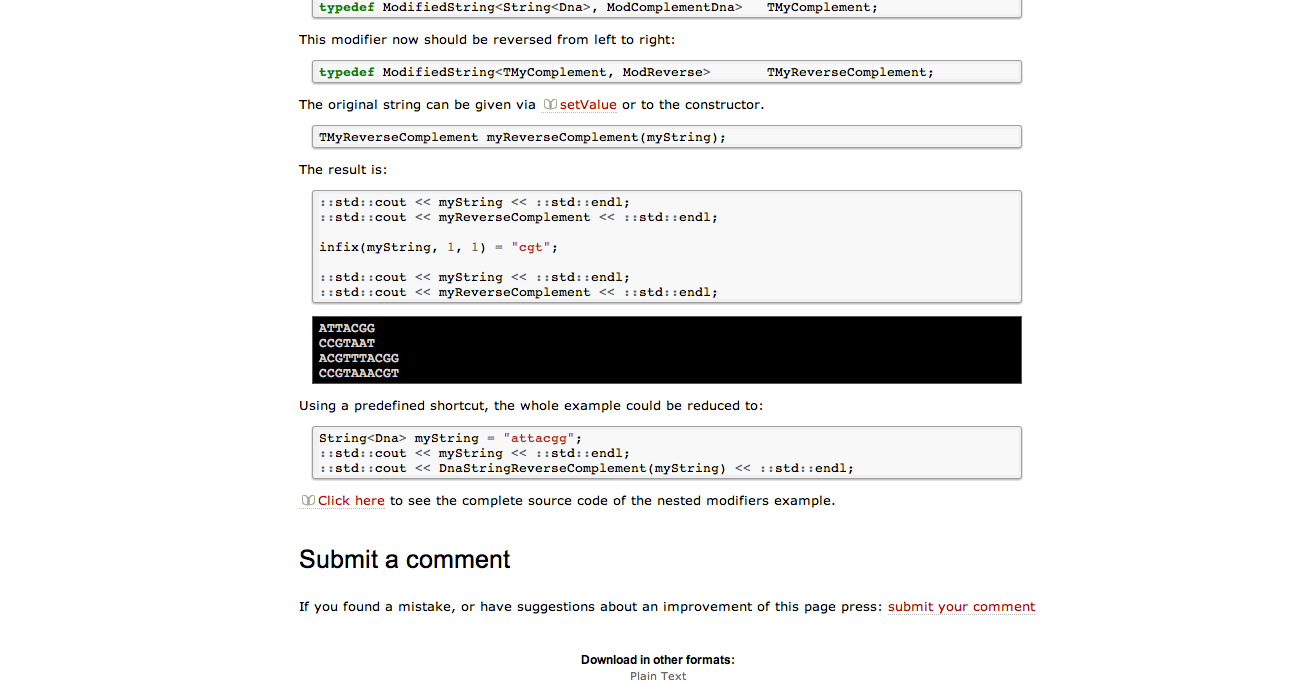 typedef ModifiedString<String<Dna>, ModComplementDna>   TMyComplement;
This modifier now should be reversed from left to right:
typedef ModifiedString<TMyComplement, ModReverse>       TMyReverseComplement;
The original string can be given via setValue or to the constructor.
TMyReverseComplement myReverseComplement(myString);
The result is:
::std::cout << myString << ::std::endl;
::std::cout << myReverseComplement << ::std::endl;
infix(myString, 1, 1) = "cgt";
::std::cout << myString << ::std::endl;
::std::cout << myReverseComplement << ::std::endl;
ATTACGG
CCGTAAT
ACGTTTACGG
CCGTAAACGT
Using a predefined shortcut, the whole example could be reduced to:
String<Dna> myString = "attacgg";
::std::cout << myString << ::std::endl;
::std::cout << DnaStringReverseComplement(myString) << ::std::endl;
Click here to see the complete source code of the nested modifiers example.
Submit a comment
If you found a mistake, or have suggestions about an improvement of this page press: submit your comment
Download in other formats:
Plain Text